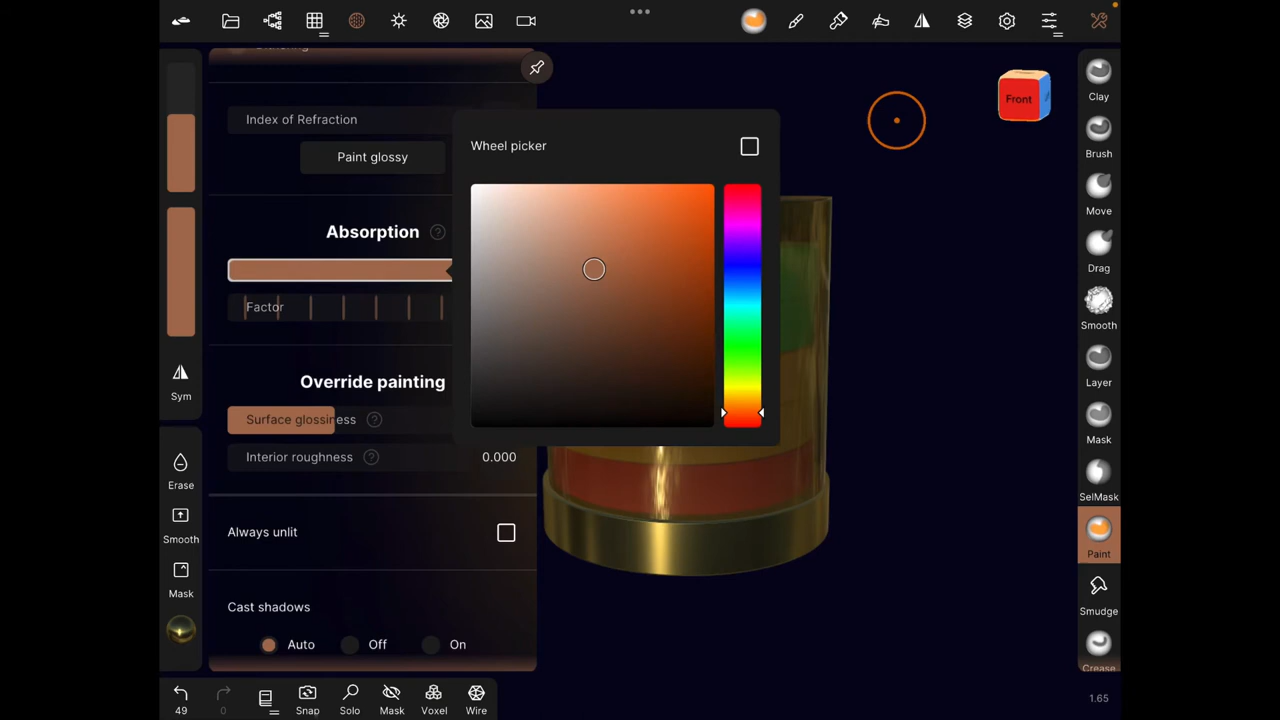 Front
Clay
Brush
Move
Drag
Smooth
Layer
Mask
SelMask
Paint
Smudge
Crease
1.65
Sym
Erase
Smooth
Mask
Index of Refraction
Paint glossy
Absorption ?
Factor
Override painting
Surface glossiness ?
Interior roughness ? 0.000
Always unlit
Cast shadows
Auto Off On
Wheel picker
49 0 Snap Solo Mask Voxel Wire